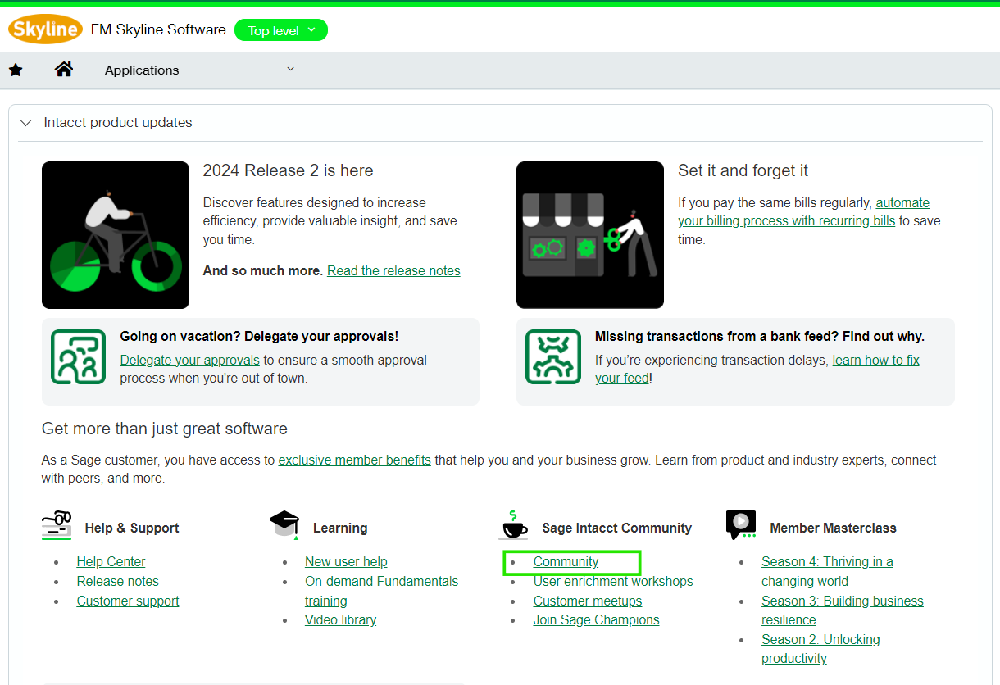 Skyline FM Skyline Software Top level
Applications
Intacct product updates
2024 Release 2 is here
Discover features designed to increase
efficiency, provide valuable insight, and save
you time.
And so much more. Read the release notes
Set it and forget it
If you pay the same bills regularly, automate
your billing process with recurring bills to save
time.
Going on vacation? Delegate your approvals!
Delegate your approvals to ensure a smooth approval
process when you're out of town.
Missing transactions from a bank feed? Find out why.
If you’re experiencing transaction delays, learn how to fix
your feed!
Get more than just great software
As a Sage customer, you have access to exclusive member benefits that help you and your business grow. Learn from product and industry experts, connect
with peers, and more.
Help & Support
• Help Center
• Release notes
• Customer support
Learning
• New user help
• On-demand Fundamentals
training
• Video library
Sage Intacct Community
• Community
• User enrichment workshops
• Customer meetups
• Join Sage Champions
Member Masterclass
• Season 4: Thriving in a
changing world
• Season 3: Building business
resilience
• Season 2: Unlocking
productivity